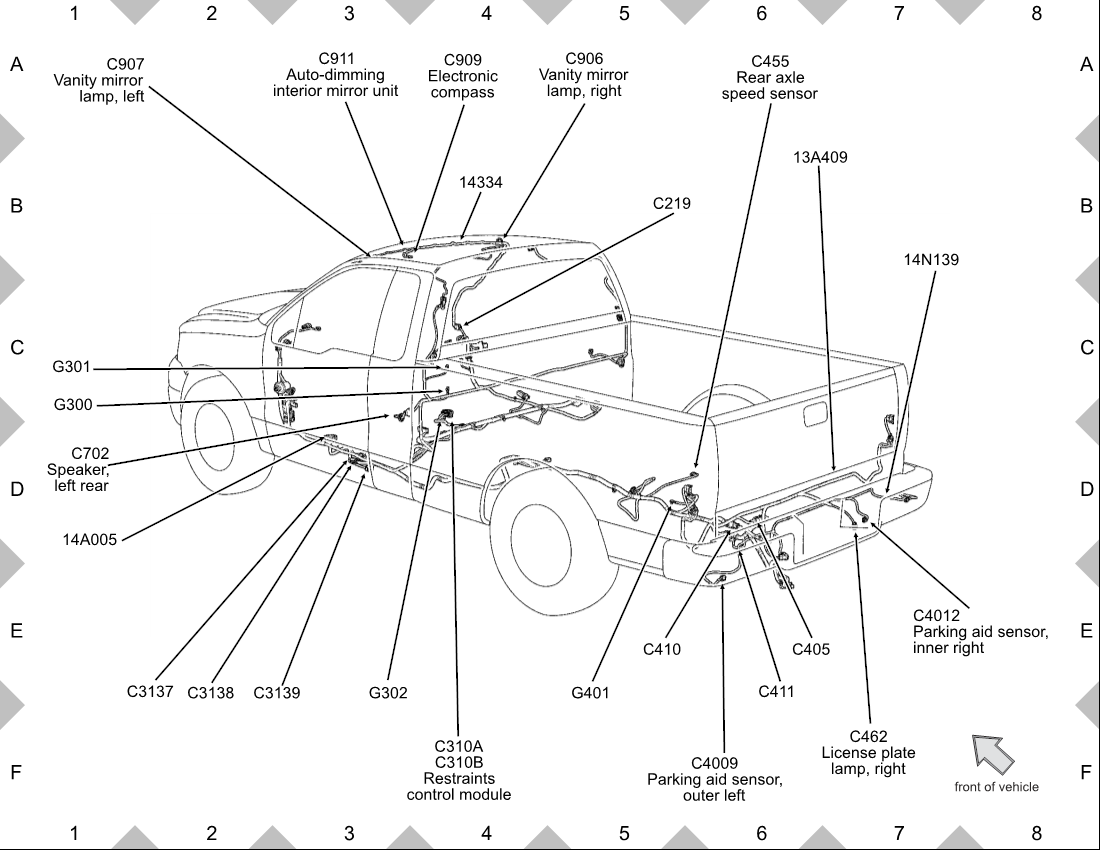 1 2 3 4 5 6 7 8
A A
C907
Vanity mirror
lamp, left
C911
Auto-dimming
interior mirror unit
C909
Electronic
compass
C906
Vanity mirror
lamp, right
C455
Rear axle
speed sensor
13A409
14334
B B
C219
14N139
C C
G301
G300
C702
Speaker,
left rear
D D
14A005
C4012
Parking aid sensor,
inner right
E E
C410
C405
C3137
C3138
C3139
G302
G401
C411
C310A
C310B
Restraints
control module
C462
License plate
lamp, right
C4009
Parking aid sensor,
outer left
F F
front of vehicle
1 2 3 4 5 6 7 8